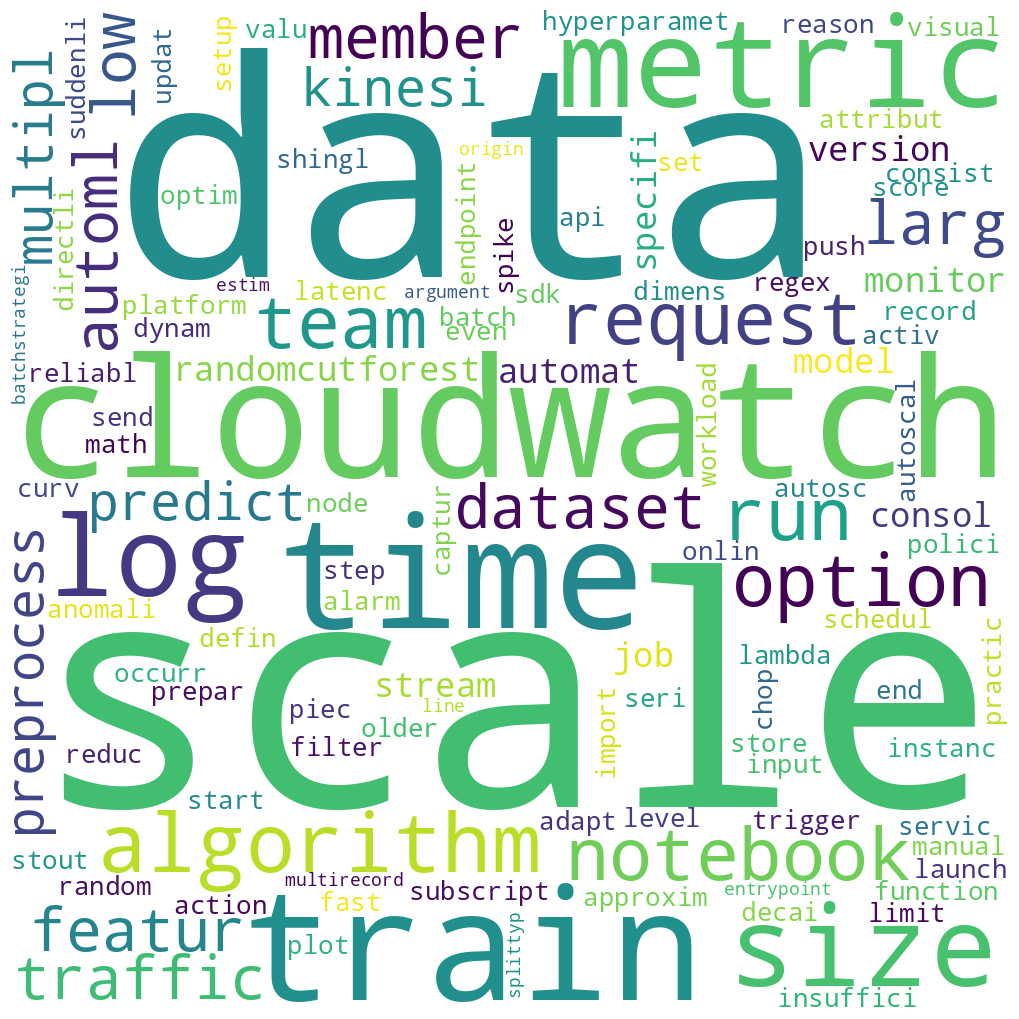 hyperparamet
reason
visual
valu
setup
updat
suddenli
low
member
metric
multipl
kinesi
data
attribut
version
consist
score
automl
shingl
origin
specifi
set
optim
endpoint
spike
api
larg
directli
push
batchstrategi
estim
latenc
argument
sdk
dimens
regex
monitor
platform
dynam
team
batch
even
request
record
activ
reliabl
randomcutforest
automat
model
send
math
cloudwatch
workload
autoscal
curv
predict
node
captur
dataset
autosc
run
consol
log
time
onlin
polici
preprocess
step
option
anomali
alarm
defin
schedul
practic
occurr
prepar
job
lambda
stream
seri
chop
end
piec
line
older
import
scale
reduc
filter
store
input
instanc
start
algorithm
adapt
level
trigger
servic
manual
stout
notebook
launch
random
multirecord
subscript
approxim
entrypoint
function
action
fast
decai
limit
featur
train
plot
splittyp
size
traffic
insuffici